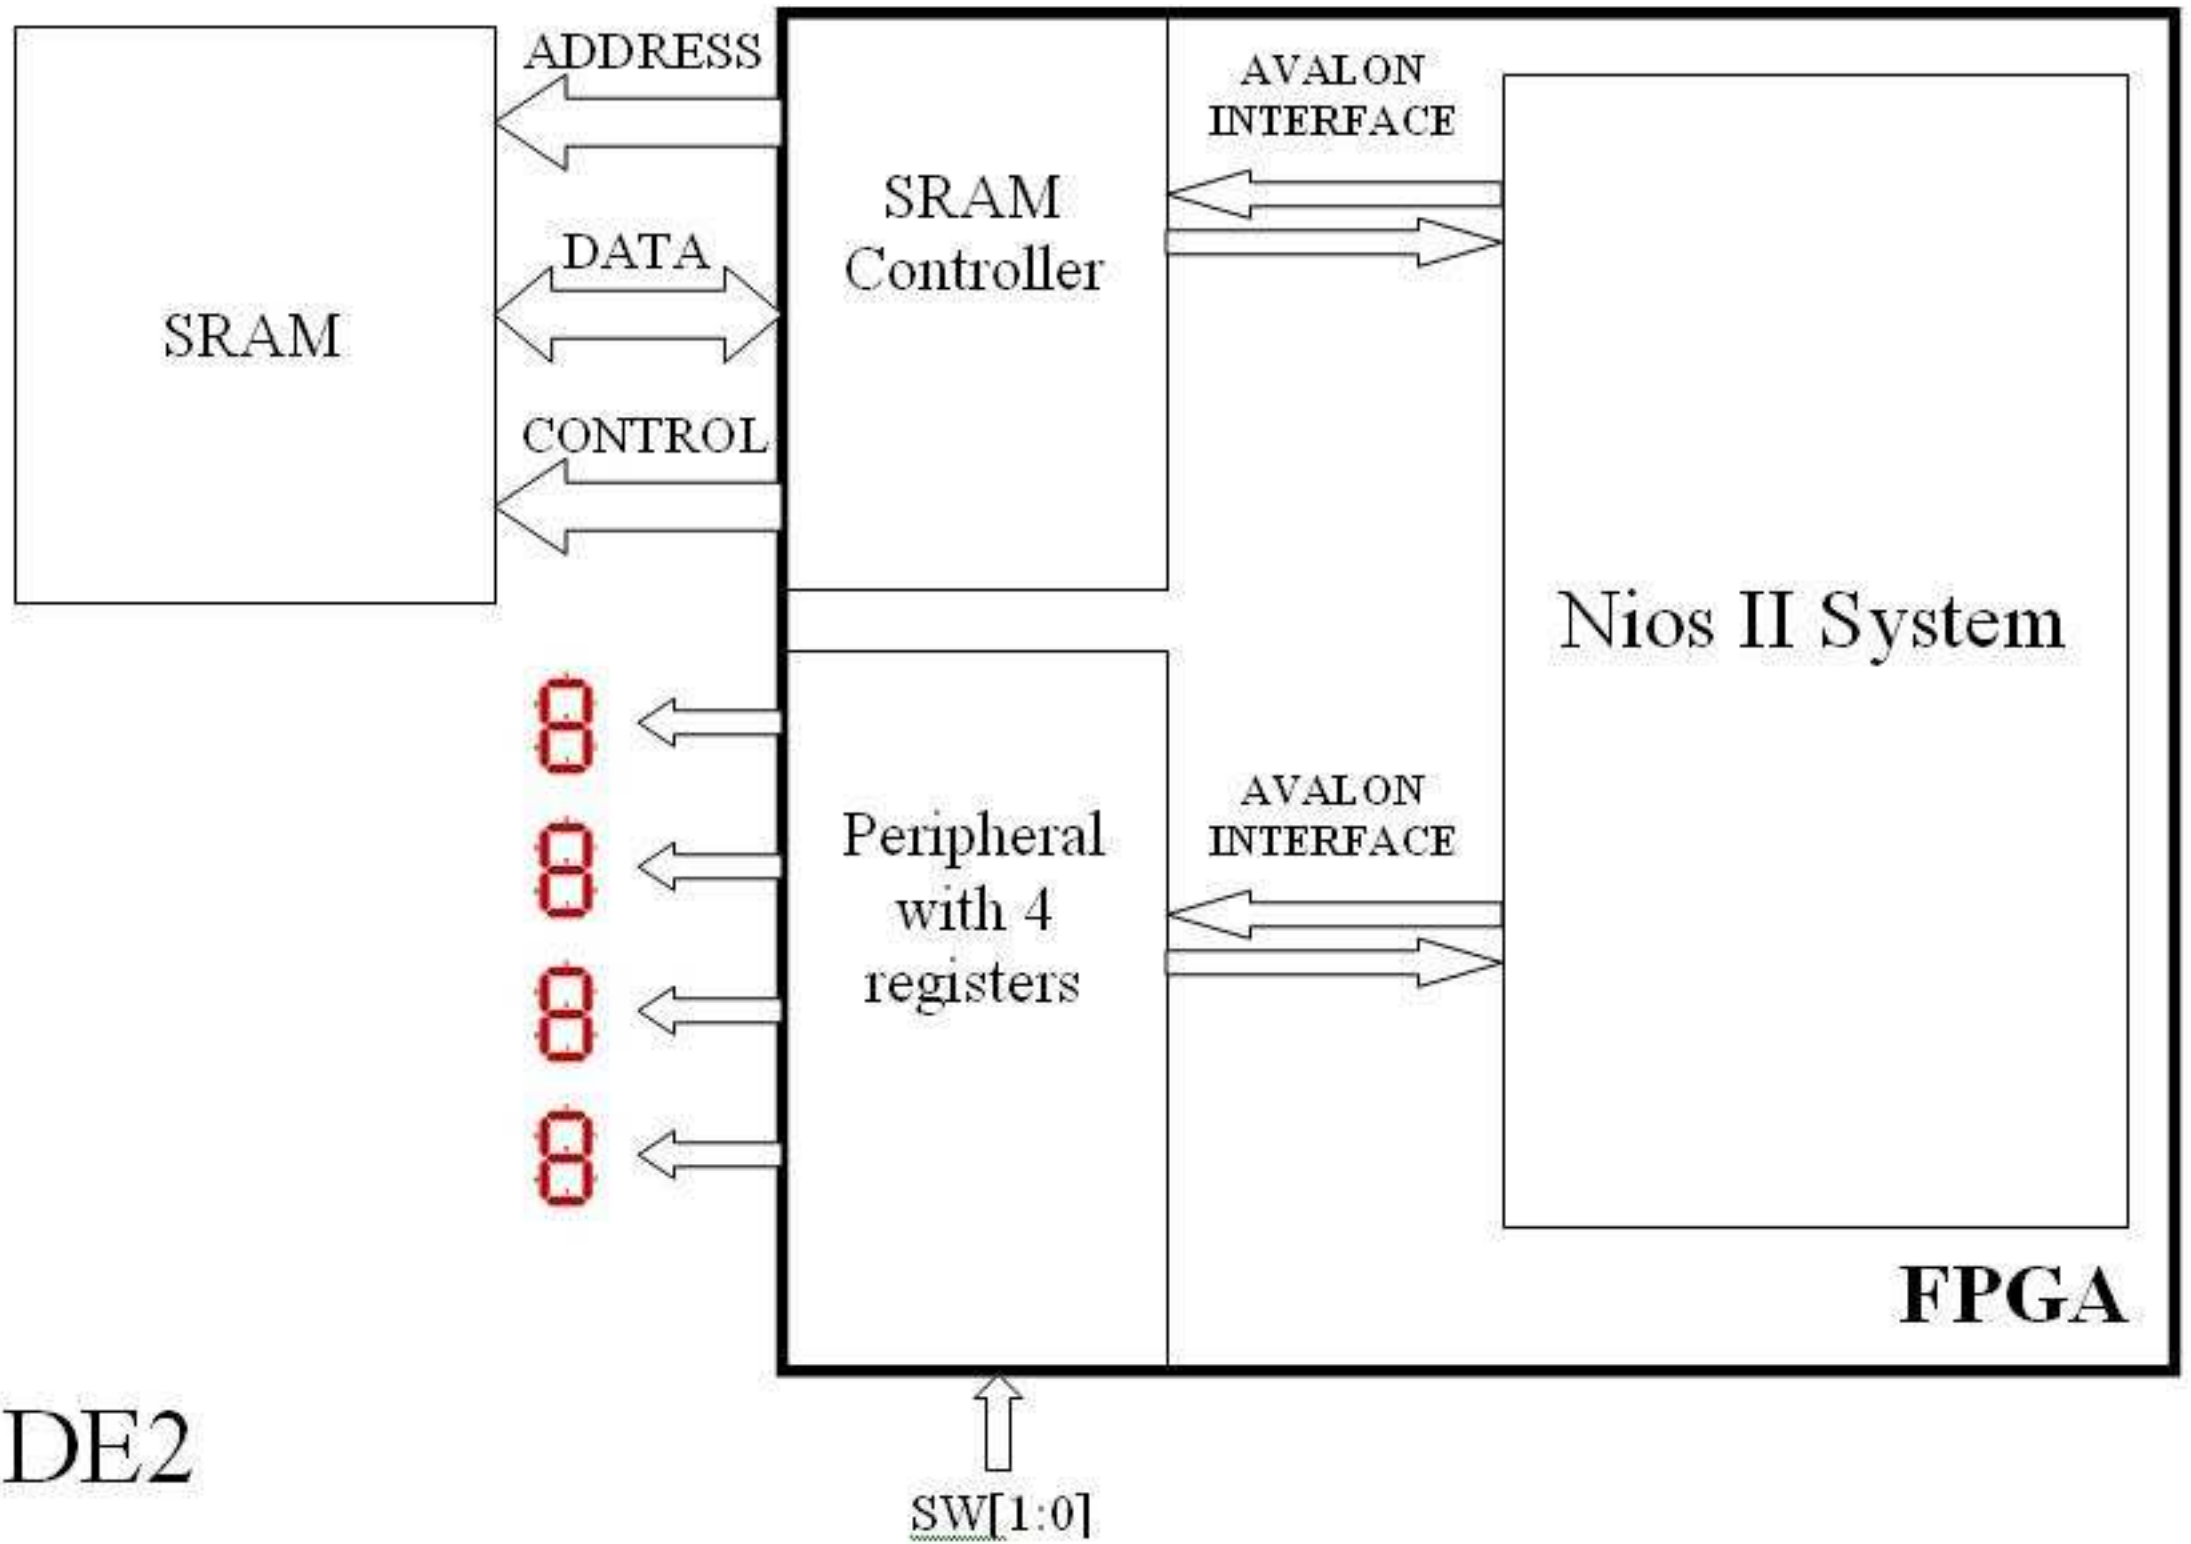 ADDRESS
DATA
SRAM
CONTROL
SRAM
Controller
AVALON
INTERFACE
Nios II System
Peripheral
with 4
registers
AVALON
INTERFACE
FPGA
DE2
SW[1:0]